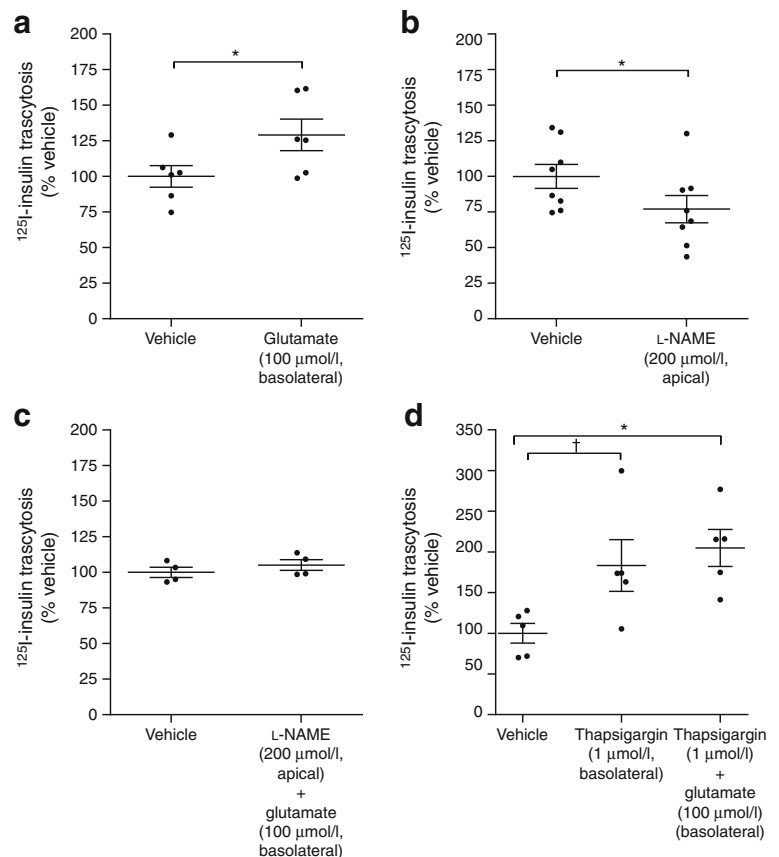 a
200
175
150
125
100
75
50
25
0
125I-insulin trascytosis
(% vehicle)
*
Vehicle
Glutamate
(100 μmol/l,
basolateral)
b
200
175
150
125
100
75
50
25
0
125I-insulin trascytosis
(% vehicle)
*
Vehicle
L-NAME
(200 μmol/l,
apical)
c
200
175
150
125
100
75
50
25
0
125I-insulin trascytosis
(% vehicle)
Vehicle
L-NAME
(200 μmol/l,
apical)
+
glutamate
(100 μmol/l,
basolateral)
d
350
300
250
200
150
100
50
0
125I-insulin trascytosis
(% vehicle)
*
†
Vehicle
Thapsigargin
(1 μmol/l,
basolateral)
Thapsigargin
(1 μmol/l)
+
glutamate
(100 μmol/l)
(basolateral)